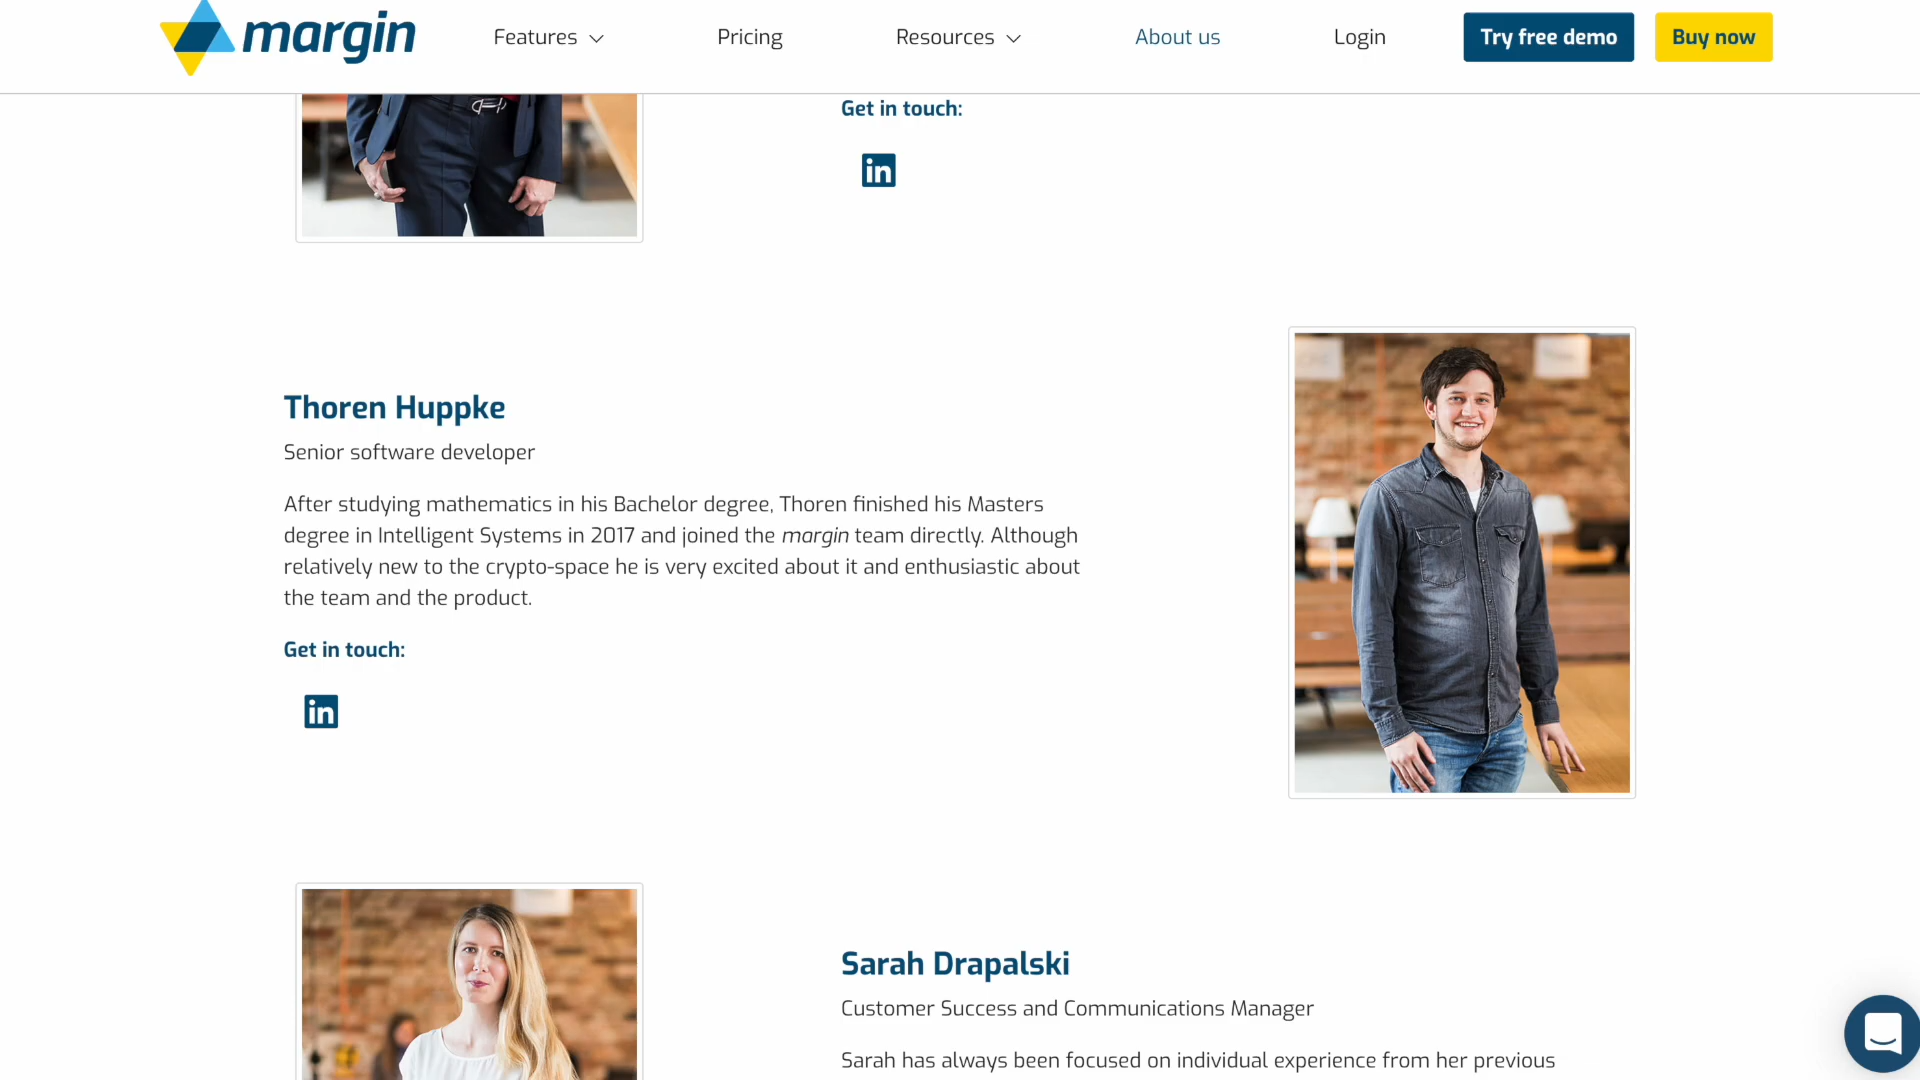 margin Features Pricing Resources About us Login Try free demo Buy now
Get in touch:
in
Thoren Huppke
Senior software developer
After studying mathematics in his Bachelor degree, Thoren finished his Masters
degree in Intelligent Systems in 2017 and joined the margin team directly. Although
relatively new to the crypto-space he is very excited about it and enthusiastic about
the team and the product.
Get in touch:
in
Sarah Drapalski
Customer Success and Communications Manager
Sarah has always been focused on individual experience from her previous